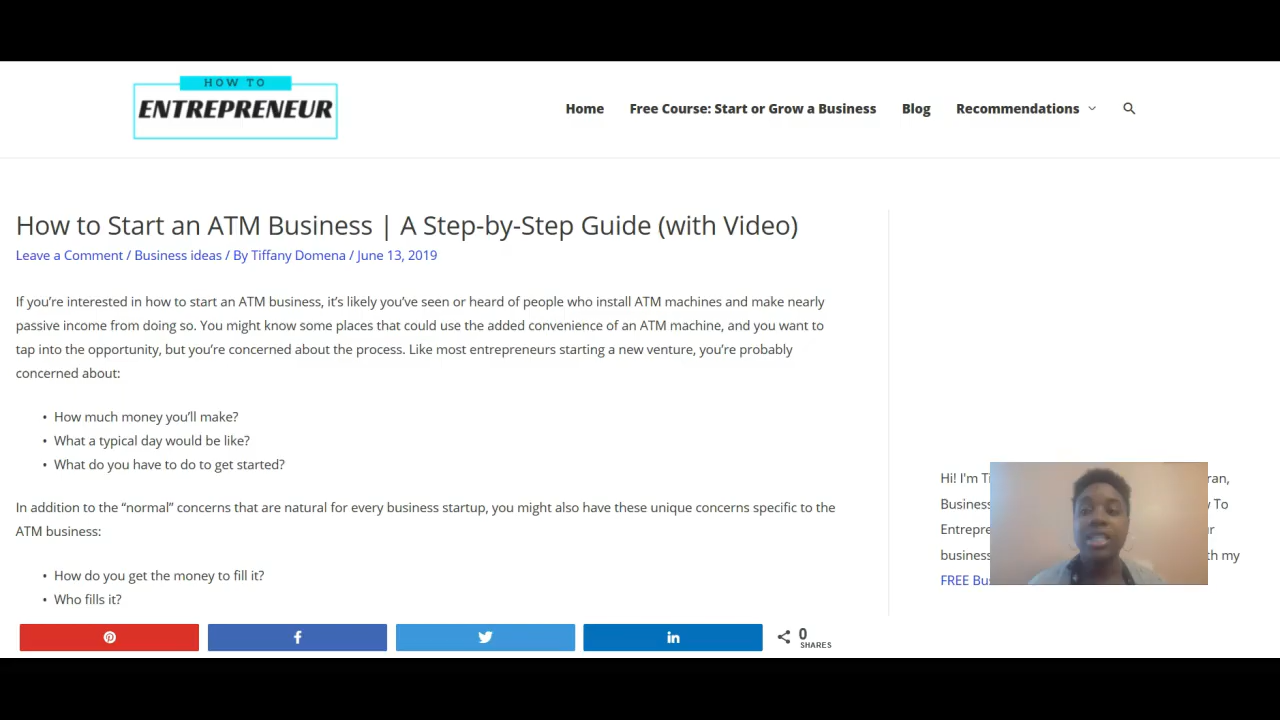 HOW TO
ENTREPRENEUR
Home
Free Course: Start or Grow a Business
Blog
Recommendations
How to Start an ATM Business | A Step-by-Step Guide (with Video)
Leave a Comment / Business ideas / By Tiffany Domena / June 13, 2019
If you're interested in how to start an ATM business, it's likely you've seen or heard of people who install ATM machines and make nearly
passive income from doing so. You might know some places that could use the added convenience of an ATM machine, and you want to
tap into the opportunity, but you're concerned about the process. Like most entrepreneurs starting a new venture, you're probably
concerned about:
• How much money you'll make?
• What a typical day would be like?
• What do you have to do to get started?
In addition to the “normal” concerns that are natural for every business startup, you might also have these unique concerns specific to the
ATM business:
• How do you get the money to fill it?
• Who fills it?
Hi! I'm
Business To
business my
FREE
0
SHARES